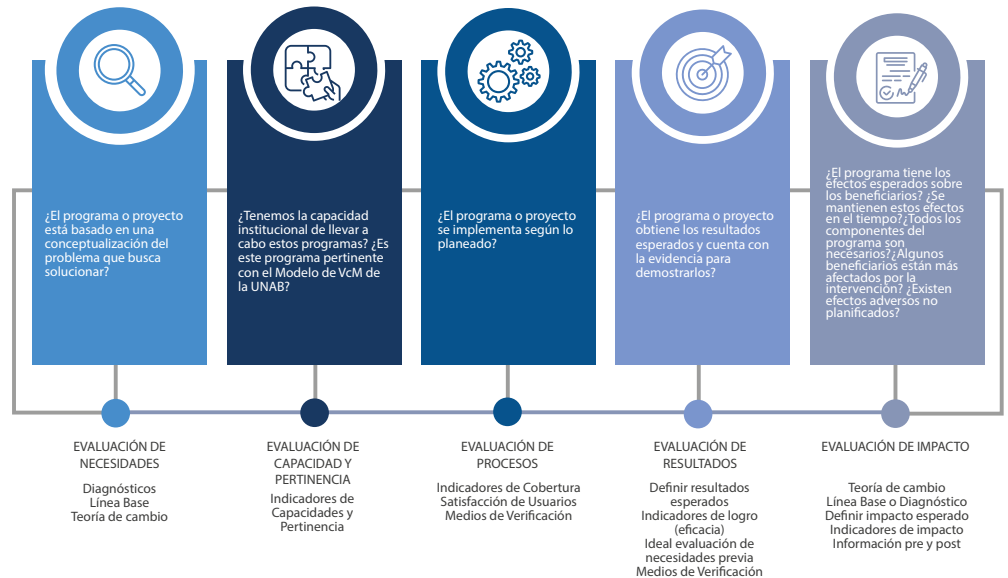 ¿El programa o proyecto
está basado en una
conceptualización del
problema que busca
solucionar?
¿Tenemos la capacidad
institucional de llevar a
cabo estos programas? ¿Es
este programa pertinente
con el Modelo de VcM de
la UNAB?
¿El programa o proyecto
se implementa según lo
planeado?
¿El programa o proyecto
obtiene los resultados
esperados y cuenta con
la evidencia para
demostrarlos?
¿El programa tiene los
efectos esperados sobre
los beneficiarios? ¿Se
mantienen estos efectos
en el tiempo?¿Todos los
componentes del
programa son
necesarios?¿Algunos
beneficiarios están más
afectados por la
intervención? ¿Existen
efectos adversos no
planificados?
EVALUACIÓN DE
NECESIDADES
Diagnósticos
Línea Base
Teoría de cambio
EVALUACIÓN DE
CAPACIDAD Y
PERTINENCIA
Indicadores de
Capacidades y
Pertinencia
EVALUACIÓN DE
PROCESOS
Indicadores de Cobertura
Satisfacción de Usuarios
Medios de Verificación
EVALUACIÓN DE
RESULTADOS
Definir resultados
esperados
Indicadores de logro
(eficacia)
Ideal evaluación de
necesidades previa
Medios de Verificación
EVALUACIÓN DE IMPACTO
Teoría de cambio
Línea Base o Diagnóstico
Definir impacto esperado
Indicadores de impacto
Información pre y post